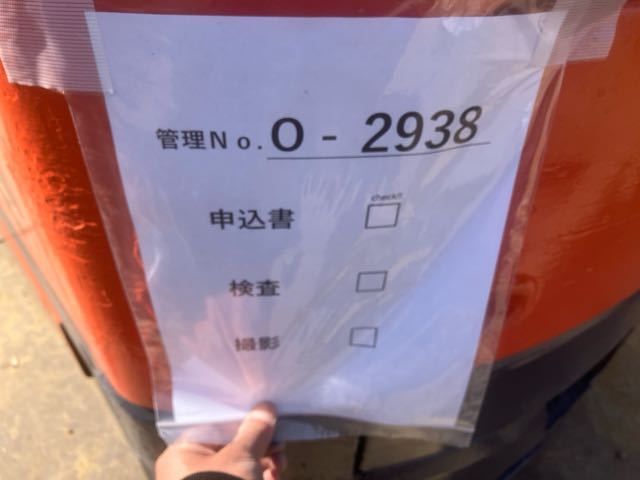 管理No. O - 2938
check!!
申込書 □
検査 □
撮影 □